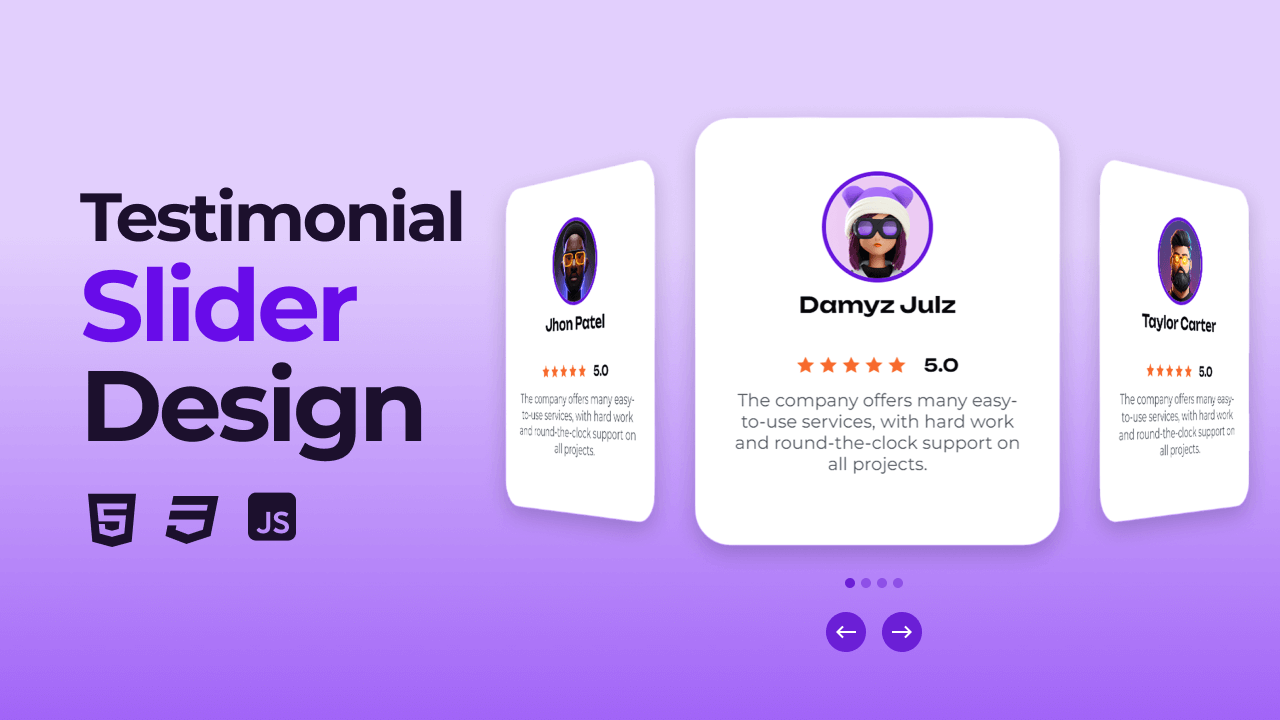 Testimonial
Slider
Design
5
3
JS
Jhon Patel
5.0
The company offers many easy-
to-use services, with hard work
and round-the-clock support on
all projects.
Damyz Julz
5.0
The company offers many easy-
to-use services, with hard work
and round-the-clock support on
all projects.
Taylor Carter
5.0
The company offers many easy-
to-use services, with hard work
and round-the-clock support on
all projects.